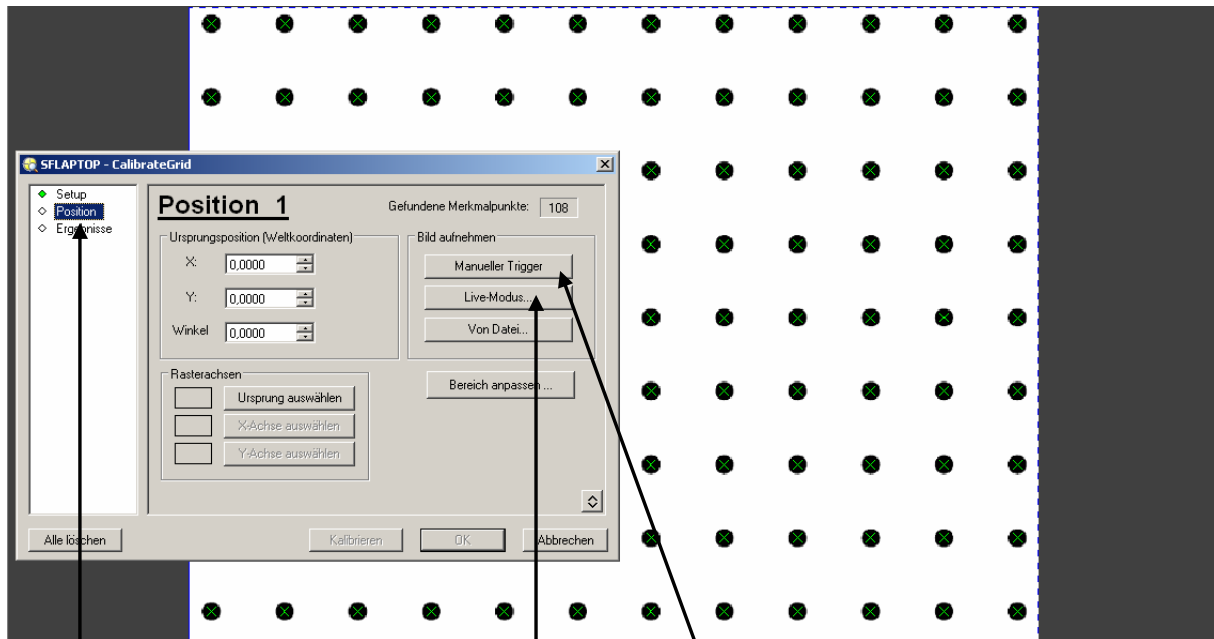 SFLAPTOP - CalibrateGrid
Setup
Position
Ergebnisse
Position 1
Gefundene Merkmalpunkte: 108
Ursprungsposition (Weltkoordinaten)
X: 0,0000
Y: 0,0000
Winkel 0,0000
Bild aufnehmen
Manueller Trigger
Live-Modus...
Von Datei...
Rasterachsen
Ursprung auswählen
X-Achse auswählen
Y-Achse auswählen
Bereich anpassen ...
Alle löschen
Kalibrieren
OK
Abbrechen